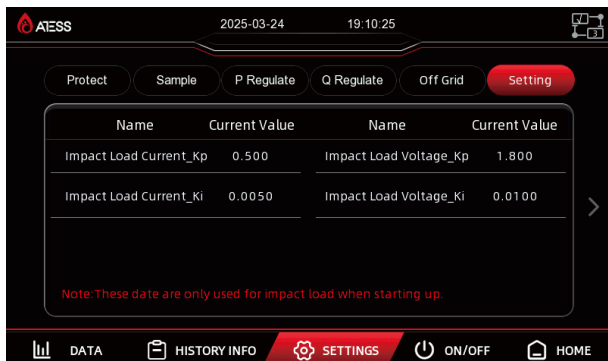 ATESS 2025-03-24 19:10:25
3
Protect Sample P Regulate Q Regulate Off Grid Setting
Name Current Value Name Current Value
Impact Load Current_Kp 0.500 Impact Load Voltage_Kp 1.800
Impact Load Current_Ki 0.0050 Impact Load Voltage_Ki 0.0100
Note:These date are only used for impact load when starting up.
DATA HISTORY INFO SETTINGS ON/OFF HOME